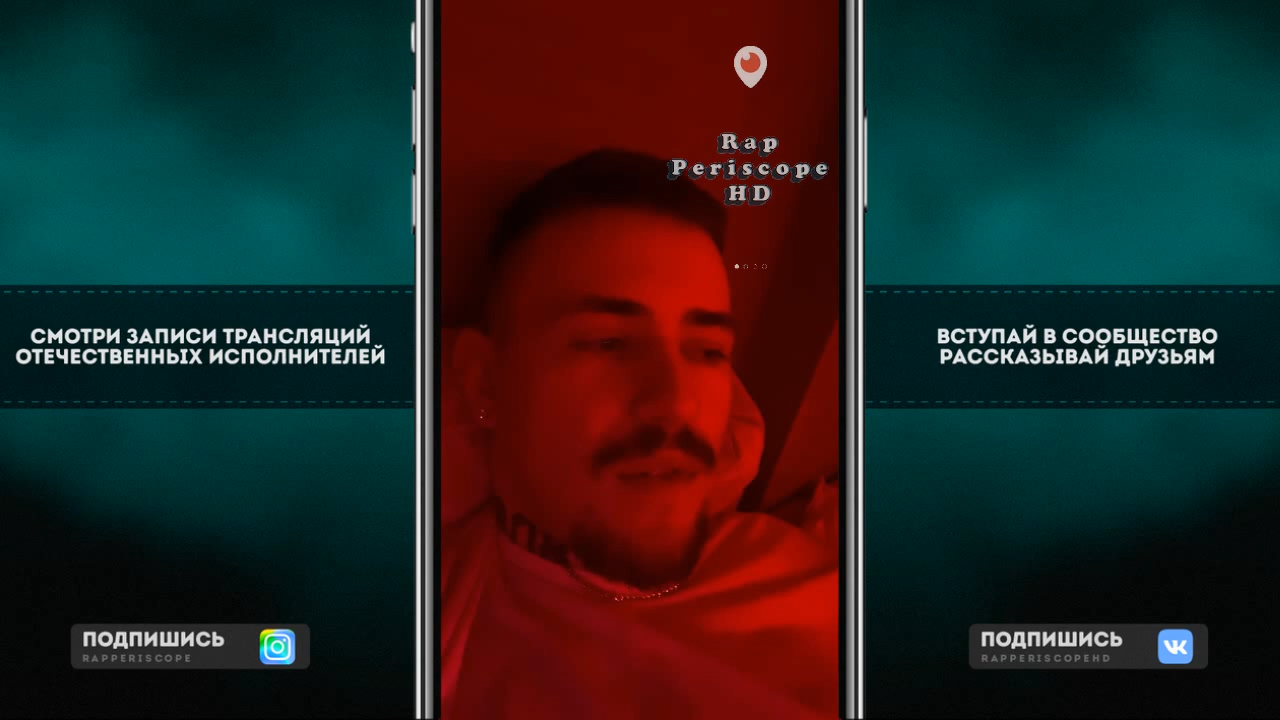 Rap
Periscope
HD
СМОТРИ ЗАПИСИ ТРАНСЛЯЦИЙ
ОТЕЧЕСТВЕННЫХ ИСПОЛНИТЕЛЕЙ
ВСТУПАЙ В СООБЩЕСТВО
РАССКАЗЫВАЙ ДРУЗЬЯМ
ПОДПИШИСЬ
RAPPERISCOPE
ПОДПИШИСЬ
RAPPERISCOPEHD